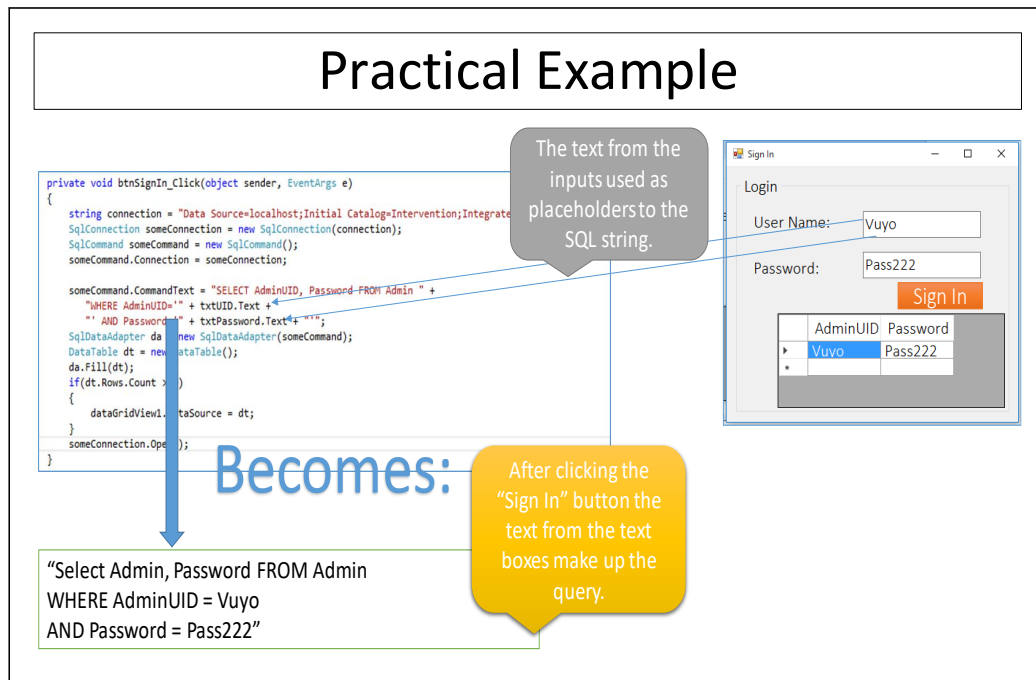 Practical Example
private void btnSignIn_Click(object sender, EventArgs e)
{
string connection = "Data Source=localhost;Initial Catalog=Intervention;Integrate
SqlConnection someConnection = new SqlConnection(connection);
SqlCommand someCommand = new SqlCommand();
someCommand.Connection = someConnection;
someCommand.CommandText = "SELECT AdminUID, Password FROM Admin " +
"WHERE AdminUID='" + txtUID.Text +
"' AND Password '" + txtPassword.Text + "'";
SqlDataAdapter da new SqlDataAdapter(someCommand);
DataTable dt = new DataTable();
da.Fill(dt);
if(dt.Rows.Count > )
{
dataGridView1. taSource = dt;
}
someConnection.Ope );
}
The text from the
inputs used as
placeholders to the
SQL string.
Sign In
Login
User Name:
Vuyo
Password:
Pass222
Sign In
AdminUID Password
Vuyo Pass222
Becomes:
After clicking the
“Sign In” button the
text from the text
boxes make up the
query.
“Select Admin, Password FROM Admin
WHERE AdminUID = Vuyo
AND Password = Pass222”